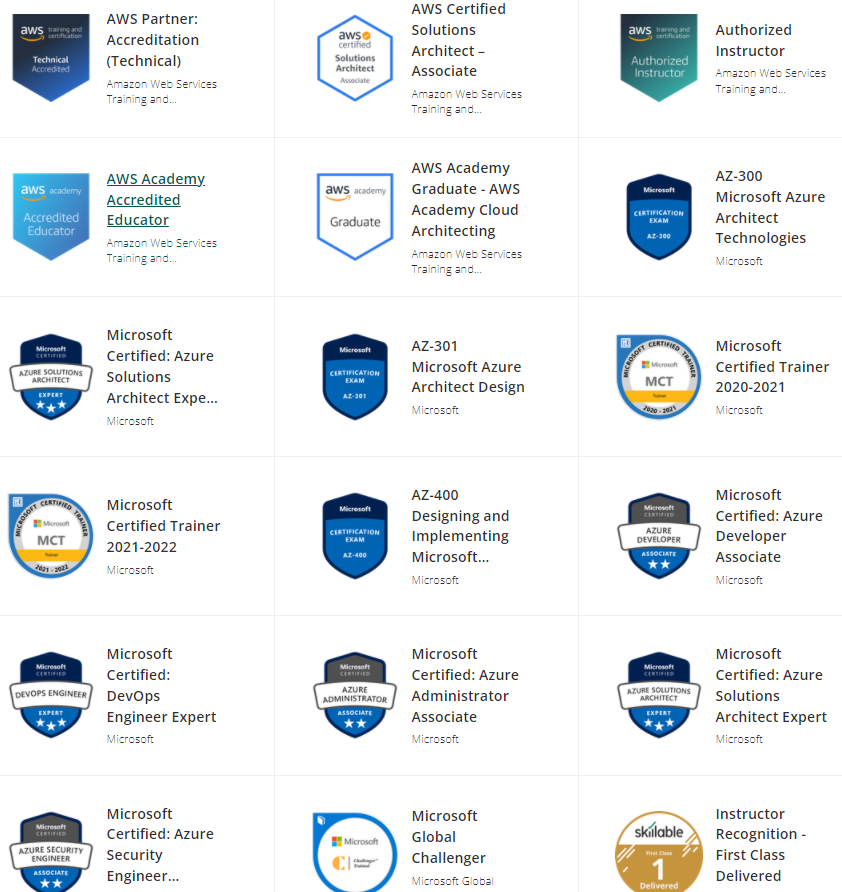 aws training and certification
Technical
Accredited
AWS Partner:
Accreditation
(Technical)
Amazon Web Services
Training and...
aws
certified
Solutions
Architect
Associate
AWS Certified
Solutions
Architect –
Associate
Amazon Web Services
Training and...
aws training and certification
Authorized
Instructor
Authorized
Instructor
Amazon Web Services
Training and...
aws academy
Accredited
Educator
AWS Academy
Accredited
Educator
Amazon Web Services
Training and...
aws academy
Graduate
AWS Academy
Graduate - AWS
Academy Cloud
Architecting
Amazon Web Services
Training and...
Microsoft
CERTIFICATION
EXAM
AZ-300
AZ-300
Microsoft Azure
Architect
Technologies
Microsoft
Microsoft
CERTIFIED
AZURE SOLUTIONS
ARCHITECT
EXPERT
Microsoft
Certified: Azure
Solutions
Architect Expe...
Microsoft
Microsoft
CERTIFICATION
EXAM
AZ-301
AZ-301
Microsoft Azure
Architect Design
Microsoft
MICROSOFT CERTIFIED TRAINER
Microsoft
MCT
Trainer
2020 - 2021
Microsoft
Certified Trainer
2020-2021
Microsoft
MICROSOFT CERTIFIED TRAINER
Microsoft
MCT
Trainer
2021 - 2022
Microsoft
Certified Trainer
2021-2022
Microsoft
Microsoft
CERTIFICATION
EXAM
AZ-400
AZ-400
Designing and
Implementing
Microsoft...
Microsoft
Microsoft
CERTIFIED
AZURE
DEVELOPER
ASSOCIATE
Microsoft
Certified: Azure
Developer
Associate
Microsoft
Microsoft
CERTIFIED
DEVOPS ENGINEER
EXPERT
Microsoft
Certified:
DevOps
Engineer Expert
Microsoft
Microsoft
CERTIFIED
AZURE
ADMINISTRATOR
ASSOCIATE
Microsoft
Certified: Azure
Administrator
Associate
Microsoft
Microsoft
CERTIFIED
AZURE SOLUTIONS
ARCHITECT
EXPERT
Microsoft
Certified: Azure
Solutions
Architect Expert
Microsoft
Microsoft
CERTIFIED
AZURE SECURITY
ENGINEER
ASSOCIATE
Microsoft
Certified: Azure
Security
Engineer...
Microsoft
Challenger
Trained
Microsoft
Global
Challenger
Microsoft Global
skillable
First Class
1
Delivered
Instructor
Recognition -
First Class
Delivered